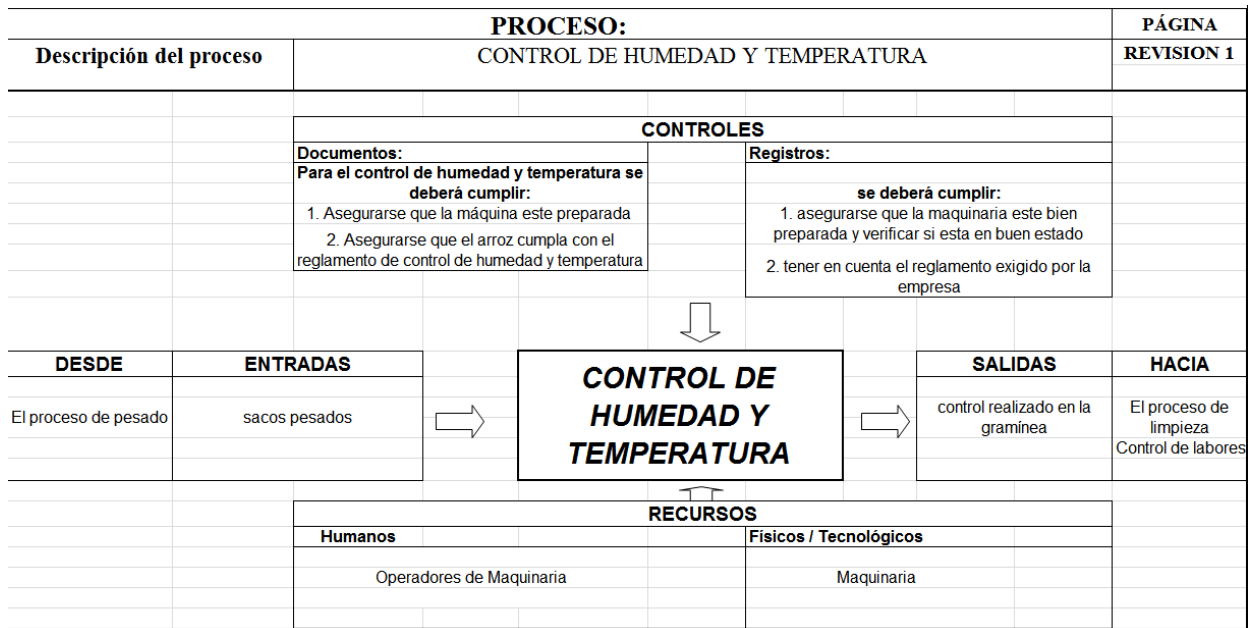 PROCESO:
PÁGINA
Descripción del proceso
CONTROL DE HUMEDAD Y TEMPERATURA
REVISION 1
CONTROLES
Documentos:
Para el control de humedad y temperatura se
deberá cumplir:
1. Asegurarse que la máquina este preparada
2. Asegurarse que el arroz cumpla con el
reglamento de control de humedad y temperatura
Registros:
se deberá cumplir:
1. asegurarse que la maquinaria este bien
preparada y verificar si esta en buen estado
2. tener en cuenta el reglamento exigido por la
empresa
DESDE
El proceso de pesado
ENTRADAS
sacos pesados
CONTROL DE
HUMEDAD Y
TEMPERATURA
SALIDAS
control realizado en la
gramínea
HACIA
El proceso de
limpieza
Control de labores
RECURSOS
Humanos
Operadores de Maquinaria
Físicos / Tecnológicos
Maquinaria